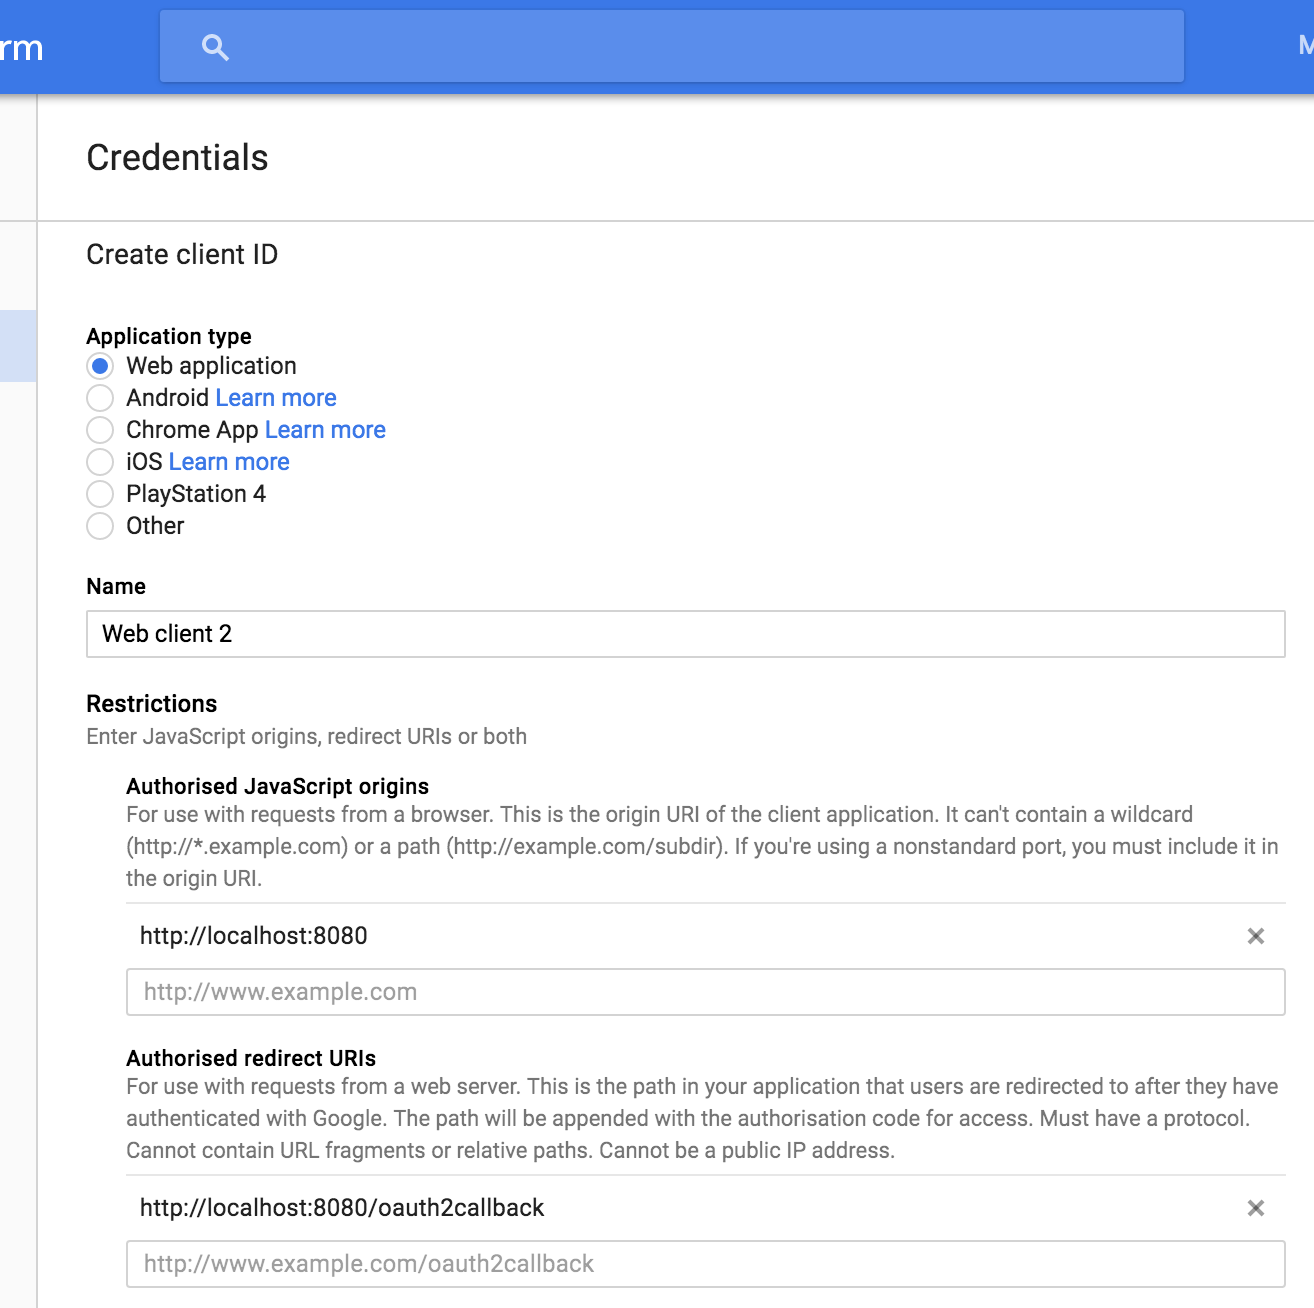 rm
M
Credentials
Create client ID
Application type
Web application
Android Learn more
Chrome App Learn more
iOS Learn more
PlayStation 4
Other
Name
Web client 2
Restrictions
Enter JavaScript origins, redirect URIs or both
Authorised JavaScript origins
For use with requests from a browser. This is the origin URI of the client application. It can't contain a wildcard
(http://*.example.com) or a path (http://example.com/subdir). If you're using a nonstandard port, you must include it in
the origin URI.
http://localhost:8080
http://www.example.com
Authorised redirect URIs
For use with requests from a web server. This is the path in your application that users are redirected to after they have
authenticated with Google. The path will be appended with the authorisation code for access. Must have a protocol.
Cannot contain URL fragments or relative paths. Cannot be a public IP address.
http://localhost:8080/oauth2callback
http://www.example.com/oauth2callback